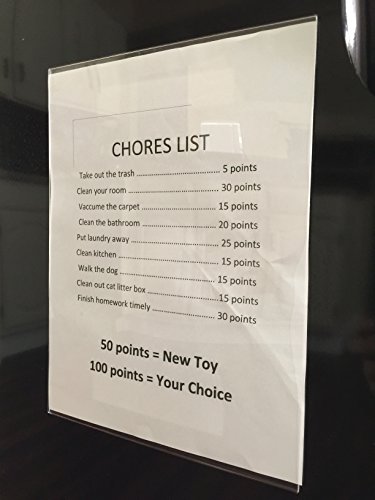 CHORES LIST
Take out the trash ........................ 5 points
Clean your room ........................... 30 points
Vaccume the carpet ........................ 15 points
Clean the bathroom ........................ 20 points
Put laundry away .......................... 25 points
Clean kitchen ............................. 15 points
Walk the dog .............................. 15 points
Clean out cat litter box .................. 15 points
Finish homework timely .................... 30 points
50 points = New Toy
100 points = Your Choice